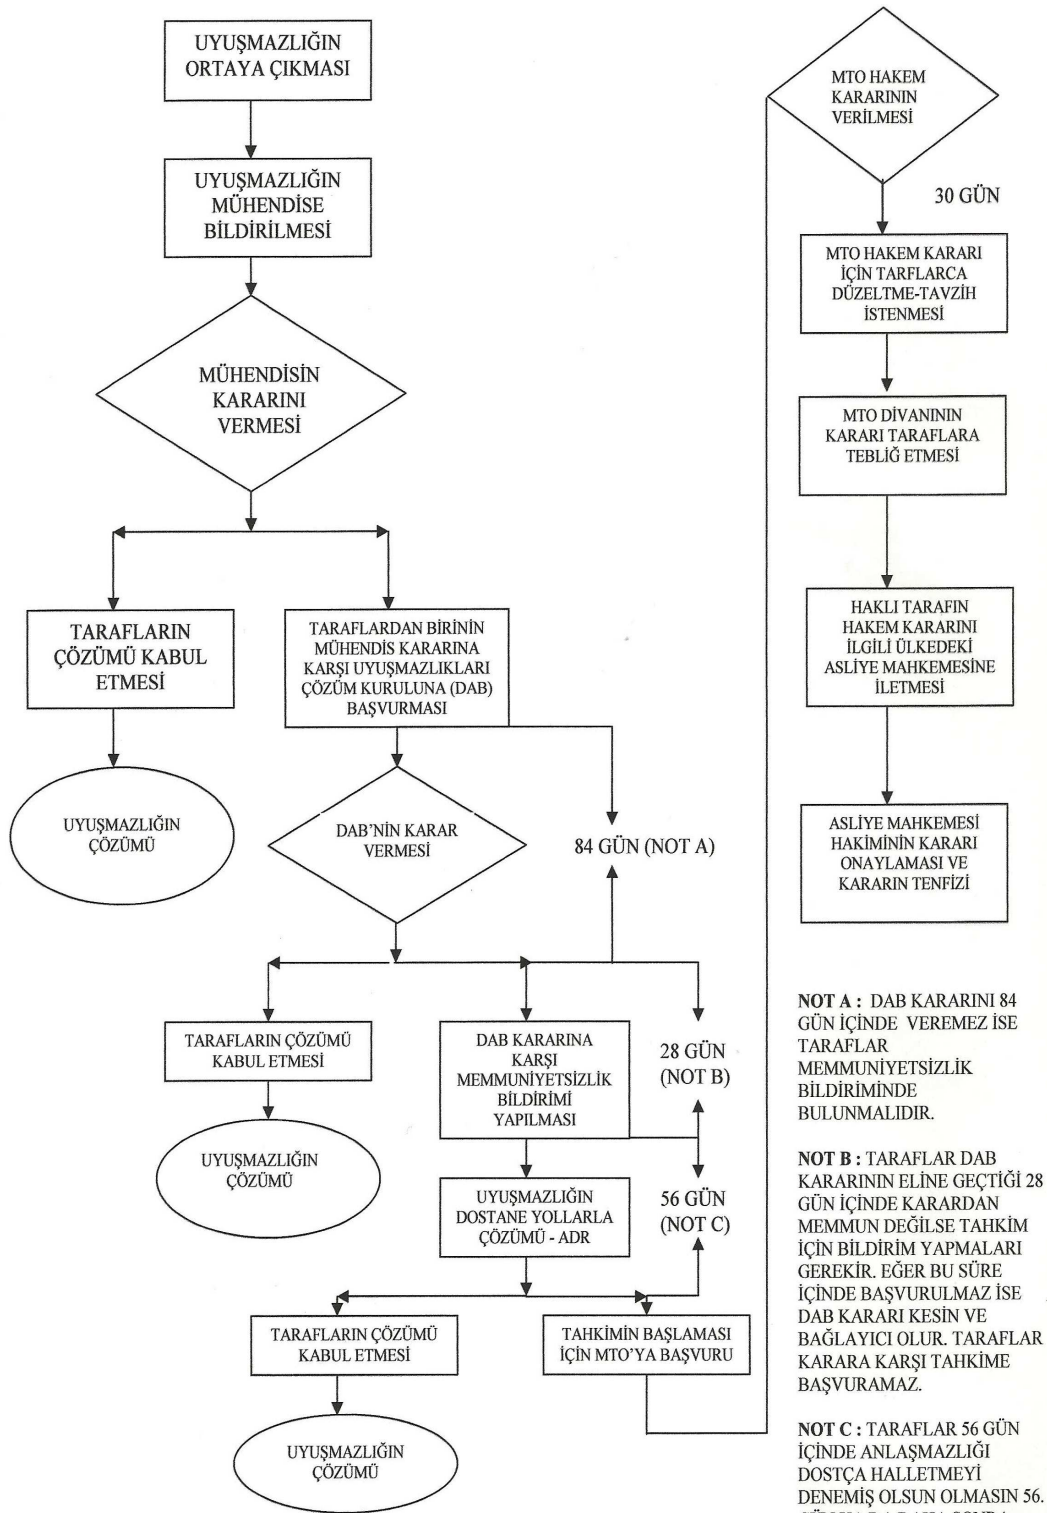 UYUŞMAZLIĞIN
ORTAYA ÇIKMASI
UYUŞMAZLIĞIN
MÜHENDİSE
BİLDİRİLMESİ
MÜHENDİSİN
KARARINI
VERMESİ
TARAFLARIN
ÇÖZÜMÜ KABUL
ETMESİ
UYUŞMAZLIĞIN
ÇÖZÜMÜ
TARAFLARDAN BİRİNİN
MÜHENDİS KARARINA
KARŞI UYUŞMAZLIKLARI
ÇÖZÜM KURULUNA (DAB)
BAŞVURMASI
DAB'NİN KARAR
VERMESİ
84 GÜN (NOT A)
TARAFLARIN ÇÖZÜMÜ
KABUL ETMESİ
UYUŞMAZLIĞIN
ÇÖZÜMÜ
DAB KARARINA
KARŞI
MEMMUNİYETSİZLİK
BİLDİRİMİ
YAPILMASI
28 GÜN
(NOT B)
UYUŞMAZLIĞIN
DOSTANE YOLLARLA
ÇÖZÜMÜ - ADR
56 GÜN
(NOT C)
TARAFLARIN ÇÖZÜMÜ
KABUL ETMESİ
UYUŞMAZLIĞIN
ÇÖZÜMÜ
TAHKİMİN BAŞLAMASI
İÇİN MTO'YA BAŞVURU
MTO HAKEM
KARARININ
VERİLMESİ
30 GÜN
MTO HAKEM KARARI
İÇİN TARFLARCA
DÜZELTME-TAVZİH
İSTENMESİ
MTO DİVANININ
KARARI TARAFLARA
TEBLİĞ ETMESİ
HAKLI TARAFIN
HAKEM KARARINI
İLGİLİ ÜLKEDEKİ
ASLİYE MAHKEMESİNE
İLETMESİ
ASLİYE MAHKEMESİ
HAKİMİNİN KARARI
ONAYLAMASI VE
KARARIN TENFİZİ
NOT A : DAB KARARINI 84
GÜN İÇİNDE VEREMEZ İSE
TARAFLAR
MEMMUNİYETSİZLİK
BİLDİRİMİNDE
BULUNMALIDIR.
NOT B : TARAFLAR DAB
KARARININ ELİNE GEÇTİĞİ 28
GÜN İÇİNDE KARARDAN
MEMMUN DEĞİLSE TAHKİM
İÇİN BİLDİRİM YAPMALARI
GEREKİR. EĞER BU SÜRE
İÇİNDE BAŞVURULMAZ İSE
DAB KARARI KESİN VE
BAĞLAYICI OLUR. TARAFLAR
KARARA KARŞI TAHKİME
BAŞVURAMAZ.
NOT C : TARAFLAR 56 GÜN
İÇİNDE ANLAŞMAZLIĞI
DOSTÇA HALLETMEYİ
DENEMİŞ OLSUN OLMASIN 56.